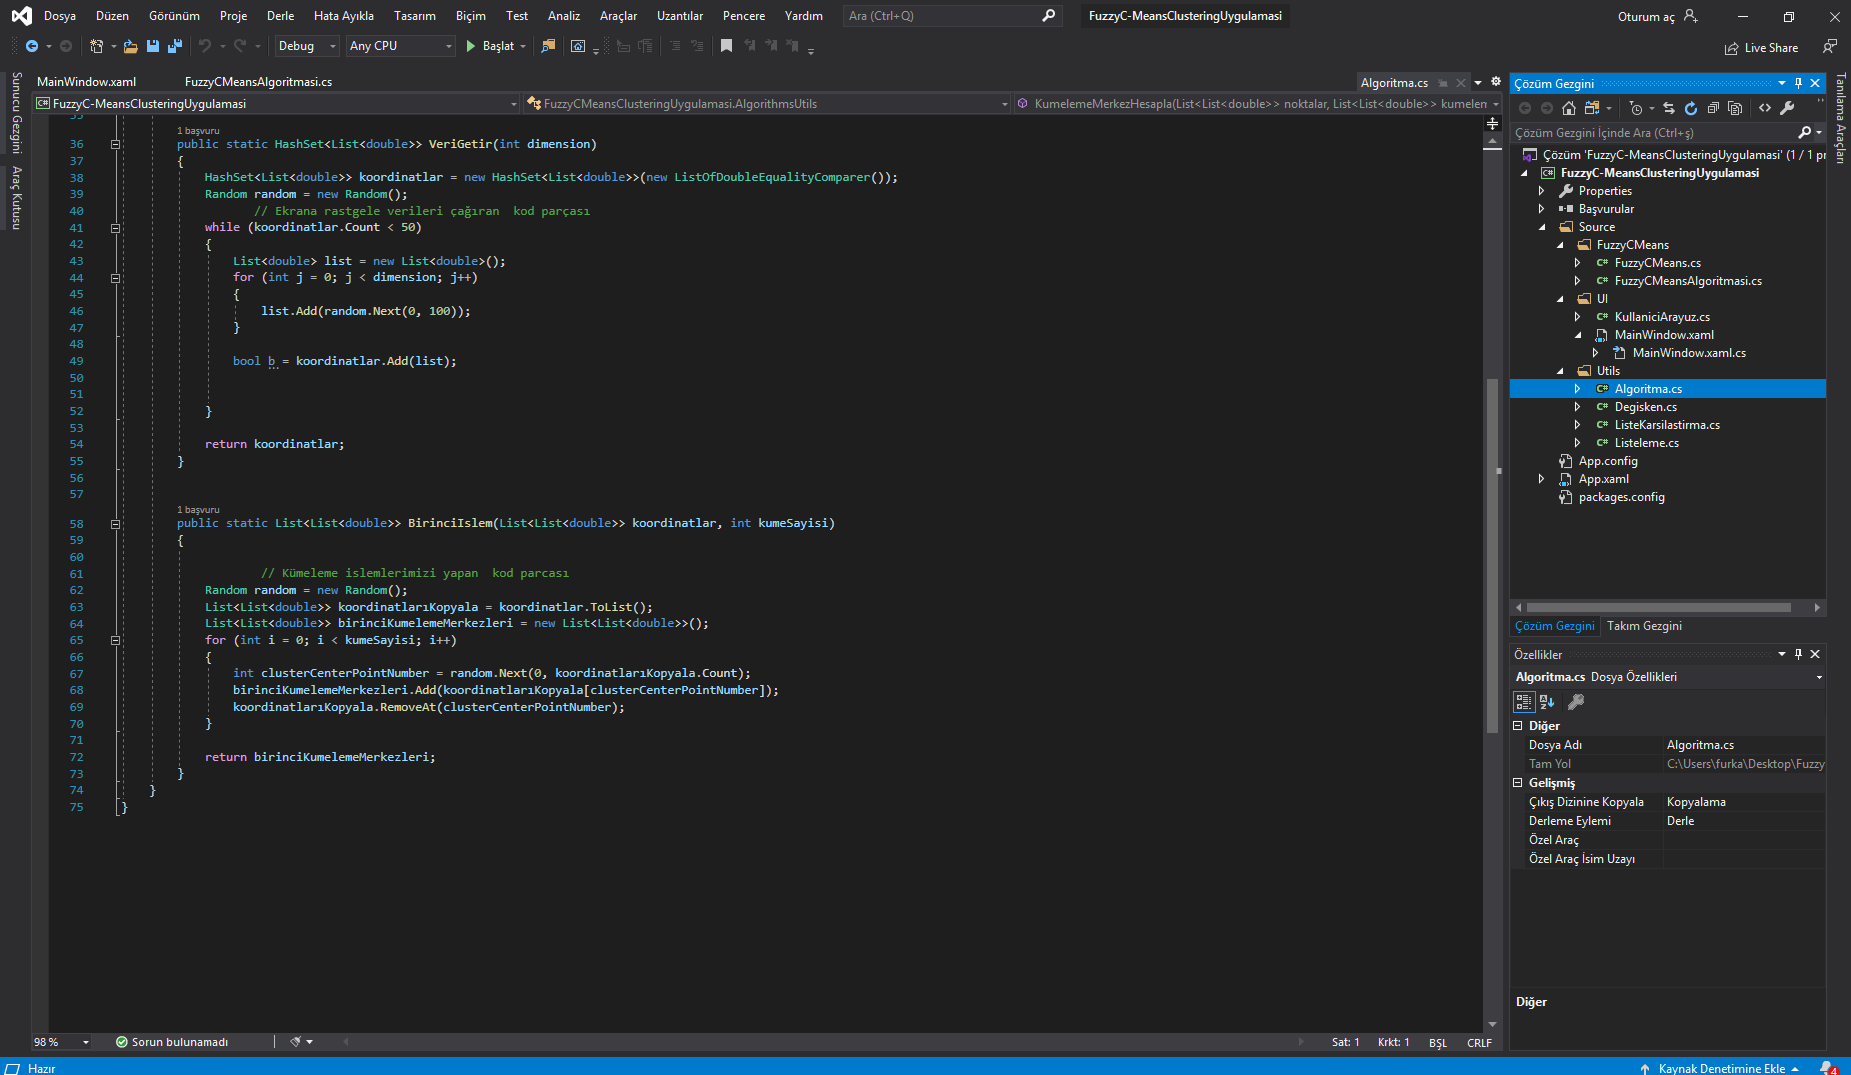 Dosya Düzen Görünüm Proje Derle Hata Ayıkla Tasarım Biçim Test Analiz Araçlar Uzantılar Pencere Yardım Ara (Ctrl+Q) FuzzyC-MeansClusteringUygulamasi Oturum aç
Debug Any CPU Başlat Live Share
Sunucu Gezgini
Araç Kutusu
MainWindow.xaml FuzzyCMeansAlgoritmasi.cs Algoritma.cs
FuzzyC-MeansClusteringUygulamasi FuzzyCMeansClusteringUygulamasi.AlgorithmsUtils KumelemeMerkezHesapla(List<List<double>> noktalar, List<List<double>> kumelem
35
1 başvuru
36 public static HashSet<List<double>> VeriGetir(int dimension)
37 {
38 HashSet<List<double>> koordinatlar = new HashSet<List<double>>(new ListOfDoubleEqualityComparer());
39 Random random = new Random();
40 // Ekrana rastgele verileri çağıran  kod parçası
41 while (koordinatlar.Count < 50)
42 {
43 List<double> list = new List<double>();
44 for (int j = 0; j < dimension; j++)
45 {
46 list.Add(random.Next(0, 100));
47 }
48
49 bool b = koordinatlar.Add(list);
50
51
52 }
53
54 return koordinatlar;
55 }
56
57
1 başvuru
58 public static List<List<double>> BirinciIslem(List<List<double>> koordinatlar, int kumeSayisi)
59 {
60
61 // Kümeleme islemlerimizi yapan  kod parcası
62 Random random = new Random();
63 List<List<double>> koordinatlarıKopyala = koordinatlar.ToList();
64 List<List<double>> birinciKumelemeMerkezleri = new List<List<double>>();
65 for (int i = 0; i < kumeSayisi; i++)
66 {
67 int clusterCenterPointNumber = random.Next(0, koordinatlarıKopyala.Count);
68 birinciKumelemeMerkezleri.Add(koordinatlarıKopyala[clusterCenterPointNumber]);
69 koordinatlarıKopyala.RemoveAt(clusterCenterPointNumber);
70 }
71
72 return birinciKumelemeMerkezleri;
73 }
74 }
75 }
98 % Sorun bulunamadı Sat: 1 Krkt: 1 BŞL CRLF
Çözüm Gezgini
Çözüm Gezgini İçinde Ara (Ctrl+ş)
Çözüm 'FuzzyC-MeansClusteringUygulamasi' (1 / 1 pr
FuzzyC-MeansClusteringUygulamasi
Properties
Başvurular
Source
FuzzyCMeans
FuzzyCMeans.cs
FuzzyCMeansAlgoritmasi.cs
UI
KullaniciArayuz.cs
MainWindow.xaml
MainWindow.xaml.cs
Utils
Algoritma.cs
Degisken.cs
ListeKarsilastirma.cs
Listeleme.cs
App.config
App.xaml
packages.config
Çözüm Gezgini Takım Gezgini
Özellikler
Algoritma.cs Dosya Özellikleri
Diğer
Dosya Adı Algoritma.cs
Tam Yol C:\Users\furka\Desktop\Fuzzy
Gelişmiş
Çıkış Dizinine Kopyala Kopyalama
Derleme Eylemi Derle
Özel Araç
Özel Araç İsim Uzayı
Diğer
Tanılama Araçları
Hazır Kaynak Denetimine Ekle 4